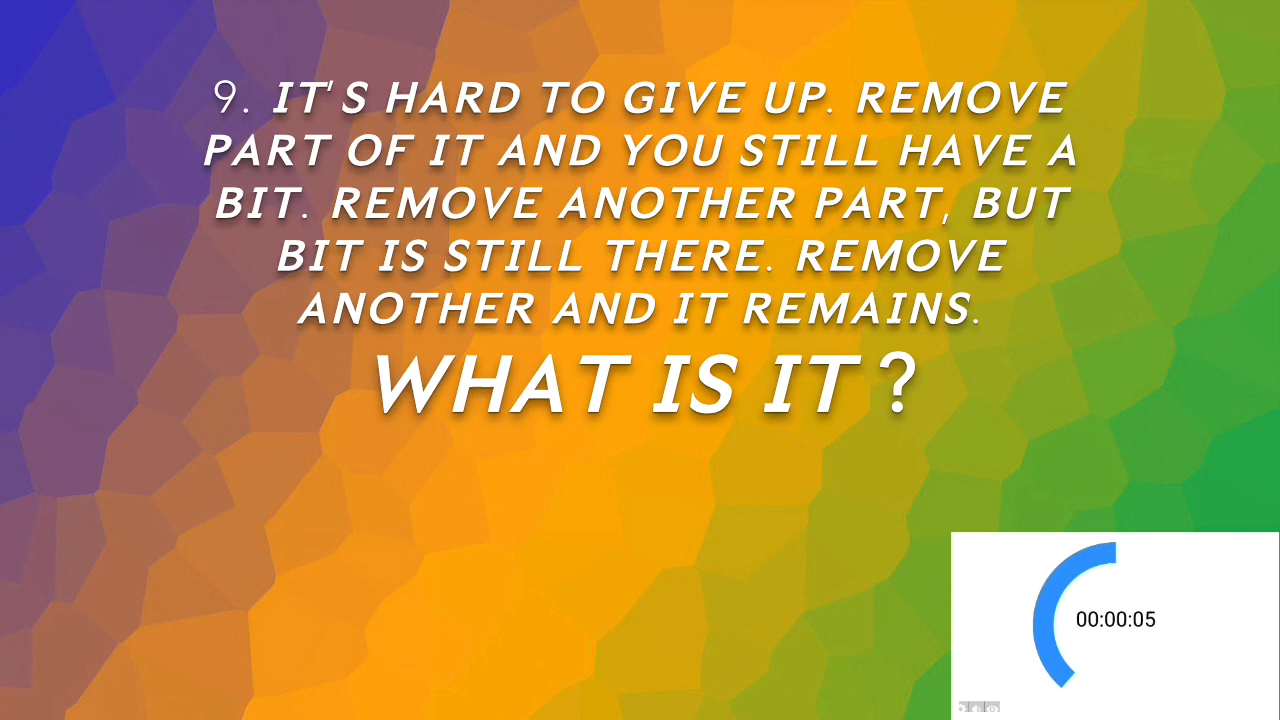 9. IT'S HARD TO GIVE UP. REMOVE
PART OF IT AND YOU STILL HAVE A
BIT. REMOVE ANOTHER PART, BUT
BIT IS STILL THERE. REMOVE
ANOTHER AND IT REMAINS.
WHAT IS IT ?
00:00:05